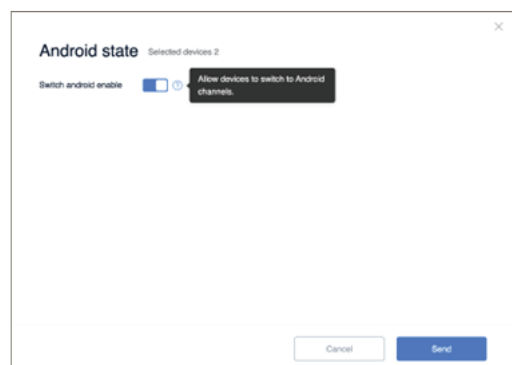 Android state Selected devices 2
Switch android enable
Allow devices to switch to Android
channels.
Cancel
Send